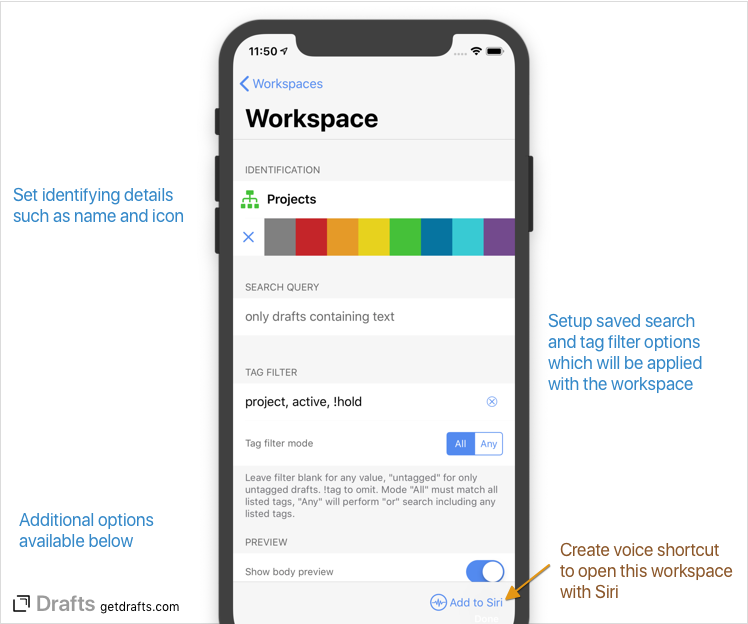 11:50
Workspaces
Workspace
IDENTIFICATION
Projects
Set identifying details
such as name and icon
SEARCH QUERY
only drafts containing text
Setup saved search
and tag filter options
which will be applied
with the workspace
TAG FILTER
project, active, !hold
Tag filter mode
All
Any
Leave filter blank for any value, "untagged" for only
untagged drafts. !tag to omit. Mode "All" must match all
listed tags, "Any" will perform "or" search including any
listed tags.
Additional options
available below
PREVIEW
Show body preview
Create voice shortcut
to open this workspace
with Siri
Add to Siri
Drafts getdrafts.com